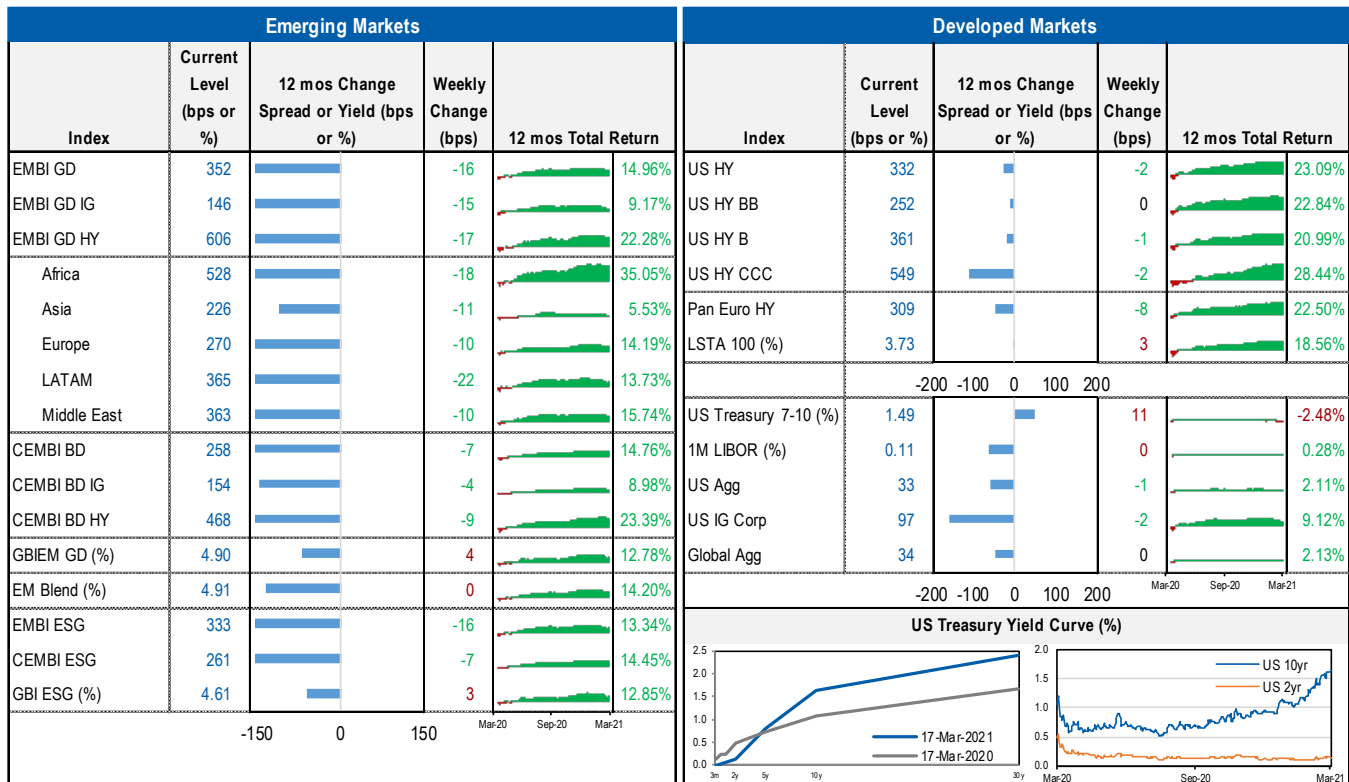 Emerging Markets
Index
Current Level (bps or %)
12 mos Change Spread or Yield (bps or %)
Weekly Change (bps)
12 mos Total Return
EMBI GD 352 -16 14.96%
EMBI GD IG 146 -15 9.17%
EMBI GD HY 606 -17 22.28%
Africa 528 -18 35.05%
Asia 226 -11 5.53%
Europe 270 -10 14.19%
LATAM 365 -22 13.73%
Middle East 363 -10 15.74%
CEMBI BD 258 -7 14.76%
CEMBI BD IG 154 -4 8.98%
CEMBI BD HY 468 -9 23.39%
GBIEM GD (%) 4.90 4 12.78%
EM Blend (%) 4.91 0 14.20%
EMBI ESG 333 -16 13.34%
CEMBI ESG 261 -7 14.45%
GBI ESG (%) 4.61 3 12.85%
Mar-20 Sep-20 Mar-21
-150 0 150
Developed Markets
Index
Current Level (bps or %)
12 mos Change Spread or Yield (bps or %)
Weekly Change (bps)
12 mos Total Return
US HY 332 -2 23.09%
US HY BB 252 0 22.84%
US HY B 361 -1 20.99%
US HY CCC 549 -2 28.44%
Pan Euro HY 309 -8 22.50%
LSTA 100 (%) 3.73 3 18.56%
-200 -100 0 100 200
US Treasury 7-10 (%) 1.49 11 -2.48%
1M LIBOR (%) 0.11 0 0.28%
US Agg 33 -1 2.11%
US IG Corp 97 -2 9.12%
Global Agg 34 0 2.13%
-200 -100 0 100 200
Mar-20 Sep-20 Mar-21
US Treasury Yield Curve (%)
2.5
2.0
1.5
1.0
0.5
0.0
17-Mar-2021
17-Mar-2020
3m 2y 5y 10y 30y
2.0
1.5
1.0
0.5
0.0
US 10yr
US 2yr
Mar-20 Sep-20 Mar-21